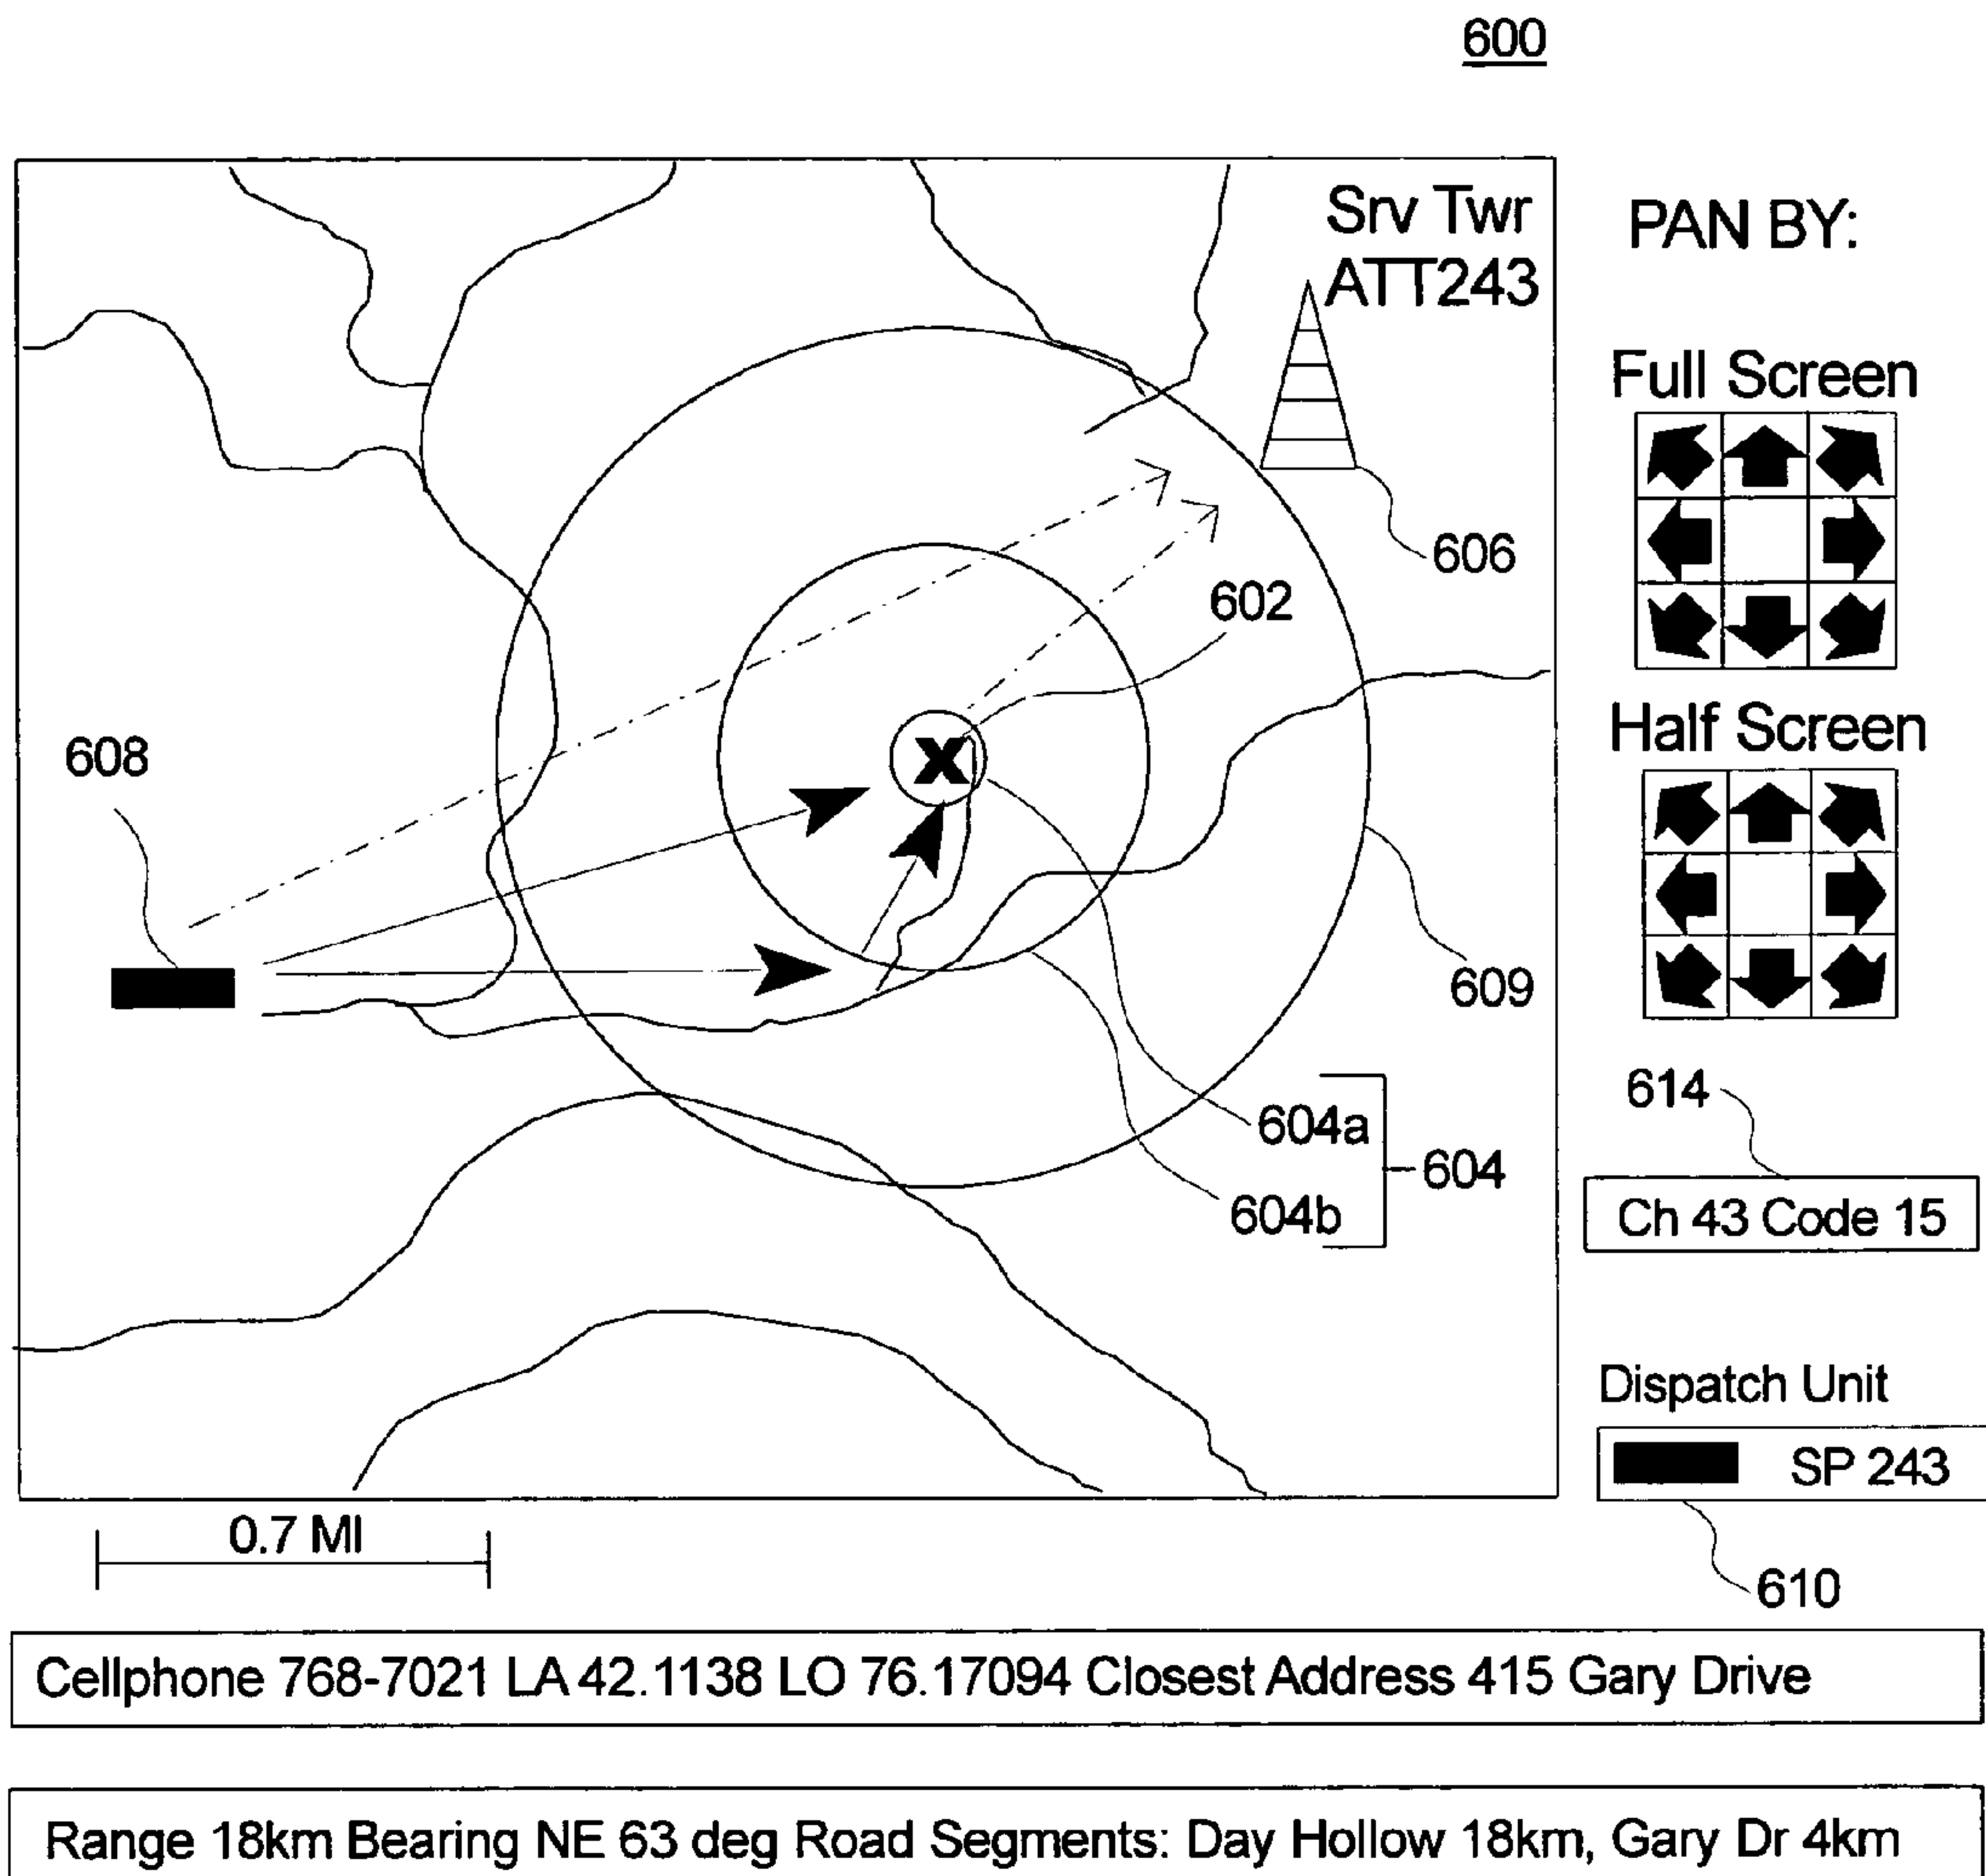 600
Srv Twr
ATT243
PAN BY:
Full Screen
606
602
608
Half Screen
609
614
604a
604
604b
Ch 43 Code 15
Dispatch Unit
SP 243
0.7 MI
610
Cellphone 768-7021 LA 42.1138 LO 76.17094 Closest Address 415 Gary Drive
Range 18km Bearing NE 63 deg Road Segments: Day Hollow 18km, Gary Dr 4km